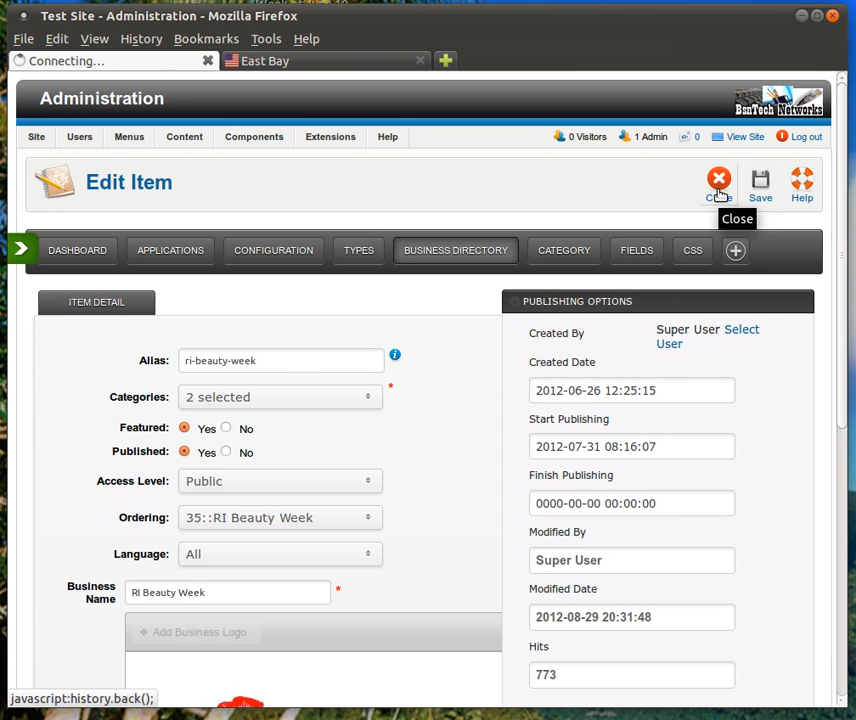 Test Site - Administration - Mozilla Firefox
File Edit View History Bookmarks Tools Help
Connecting... East Bay
Administration
BsnTech Networks
Site Users Menus Content Components Extensions Help 0 Visitors 1 Admin 0 View Site Log out
Edit Item
Save Help
Close
DASHBOARD APPLICATIONS CONFIGURATION TYPES BUSINESS DIRECTORY CATEGORY FIELDS CSS
ITEM DETAIL
PUBLISHING OPTIONS
Created By Super User Select User
Created Date
Alias: ri-beauty-week
2012-06-26 12:25:15
Categories: 2 selected *
Start Publishing
Featured: Yes No
2012-07-31 08:16:07
Published: Yes No
Finish Publishing
Access Level: Public
0000-00-00 00:00:00
Ordering: 35::RI Beauty Week
Modified By
Language: All
Super User
Modified Date
Business Name RI Beauty Week *
2012-08-29 20:31:48
+ Add Business Logo
Hits
773
javascript:history.back();